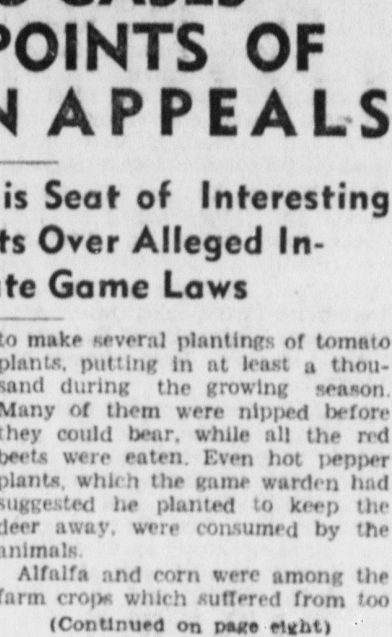 CASES
POINTS OF
N APPEALS
is Seat of Interesting
ts Over Alleged In-
te Game Laws
to make several plantings of tomato
plants, putting in at least a thou-
sand during the growing season.
Many of them were nipped before
they could bear, while all the red
beets were eaten. Even hot pepper
plants, which the game warden had
suggested he planted to keep the
deer away, were consumed by the
animals.
Alfalfa and corn were among the
farm crops which suffered from too
(Continued on page eight)